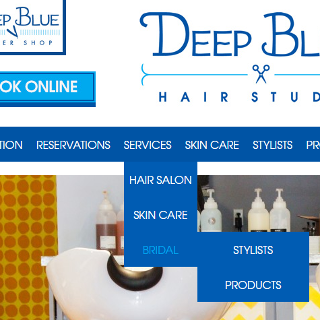 EP BLUE
ER SHOP
OK ONLINE
DEEP BLU
HAIR STUD
TION RESERVATIONS SERVICES SKIN CARE STYLISTS PR
HAIR SALON
SKIN CARE
BRIDAL STYLISTS
PRODUCTS